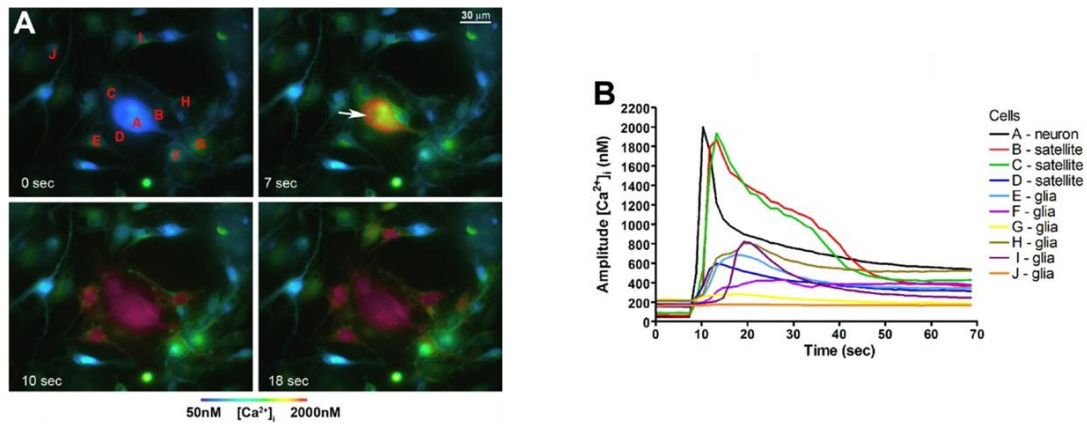 A
30 µm
I
J
C
B
H
A
E
D
F
G
0 sec
7 sec
10 sec
18 sec
50nM [Ca²⁺]ᵢ 2000nM
B
2200
2000
1800
1600
1400
1200
1000
800
600
400
200
0
Amplitude [Ca²⁺]ᵢ (nM)
0 10 20 30 40 50 60 70
Time (sec)
Cells
A - neuron
B - satellite
C - satellite
D - satellite
E - glia
F - glia
G - glia
H - glia
I - glia
J - glia